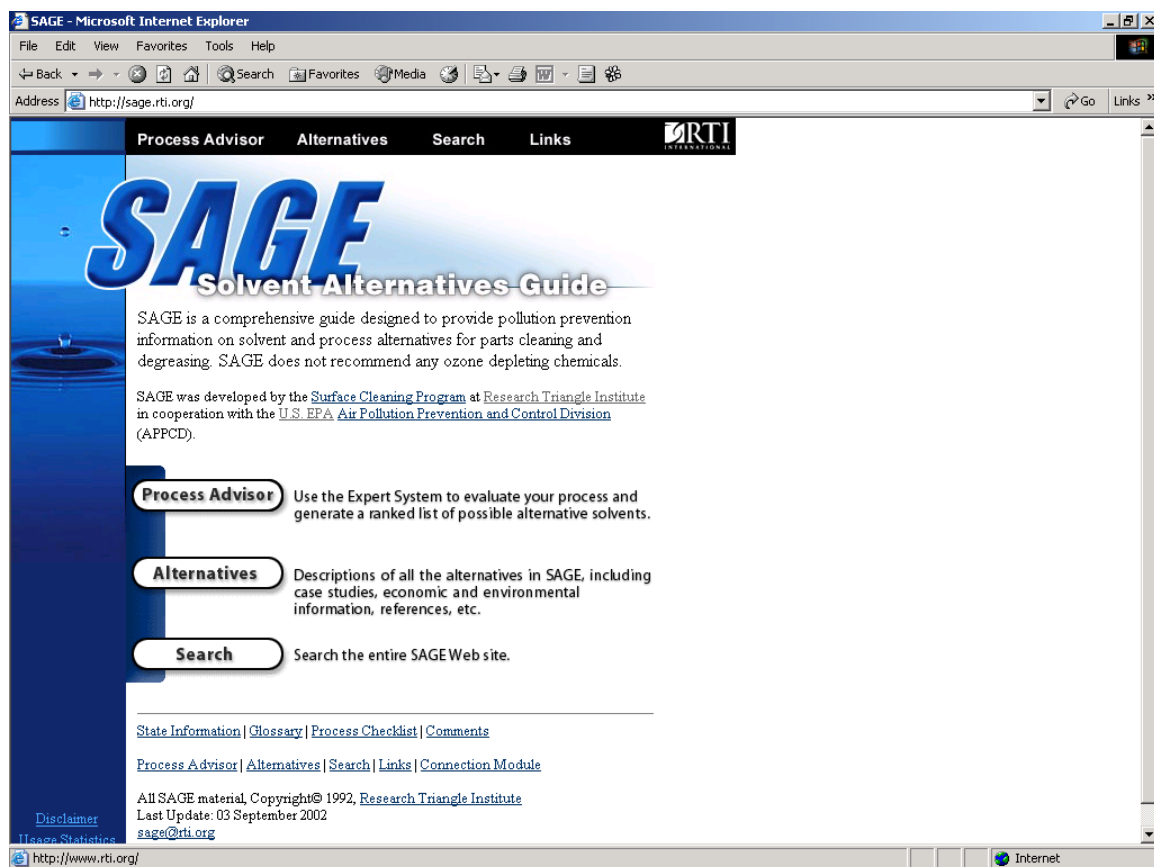 SAGE - Microsoft Internet Explorer
File Edit View Favorites Tools Help
Back Search Favorites Media
Address http://sage.rti.org/ Go Links »
Process Advisor Alternatives Search Links RTI
INTERNATIONAL
SAGE
Solvent Alternatives Guide
SAGE is a comprehensive guide designed to provide pollution prevention
information on solvent and process alternatives for parts cleaning and
degreasing. SAGE does not recommend any ozone depleting chemicals.
SAGE was developed by the Surface Cleaning Program at Research Triangle Institute
in cooperation with the U.S. EPA Air Pollution Prevention and Control Division
(APPCD).
Process Advisor Use the Expert System to evaluate your process and
generate a ranked list of possible alternative solvents.
Alternatives Descriptions of all the alternatives in SAGE, including
case studies, economic and environmental
information, references, etc.
Search Search the entire SAGE Web site.
State Information | Glossary | Process Checklist | Comments
Process Advisor | Alternatives | Search | Links | Connection Module
All SAGE material, Copyright© 1992, Research Triangle Institute
Last Update: 03 September 2002
sage@rti.org
Disclaimer
Usage Statistics
http://www.rti.org/ Internet